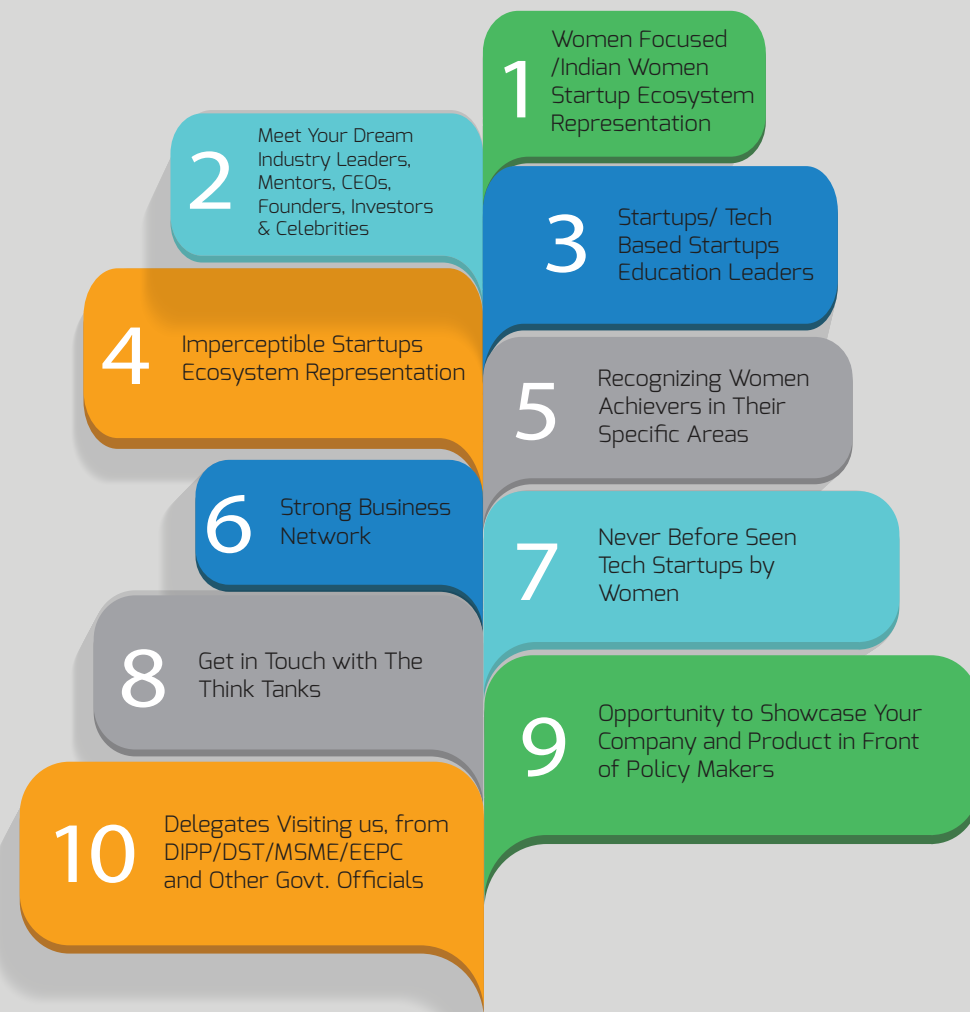 1
Women Focused
/Indian Women
Startup Ecosystem
Representation
2
Meet Your Dream
Industry Leaders,
Mentors, CEOs,
Founders, Investors
& Celebrities
3
Startups/ Tech
Based Startups
Education Leaders
4
Imperceptible Startups
Ecosystem Representation
5
Recognizing Women
Achievers in Their
Specific Areas
6
Strong Business
Network
7
Never Before Seen
Tech Startups by
Women
8
Get in Touch with The
Think Tanks
9
Opportunity to Showcase Your
Company and Product in Front
of Policy Makers
10
Delegates Visiting us, from
DIPP/DST/MSME/EEPC
and Other Govt. Officials